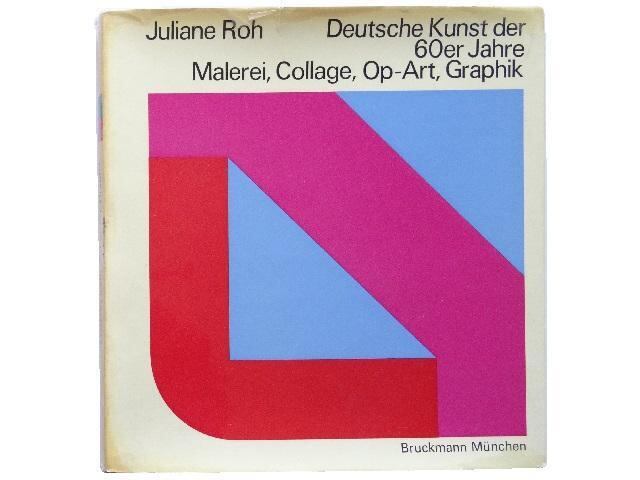 Juliane Roh Deutsche Kunst der
60er Jahre
Malerei, Collage, Op-Art, Graphik
Bruckmann München